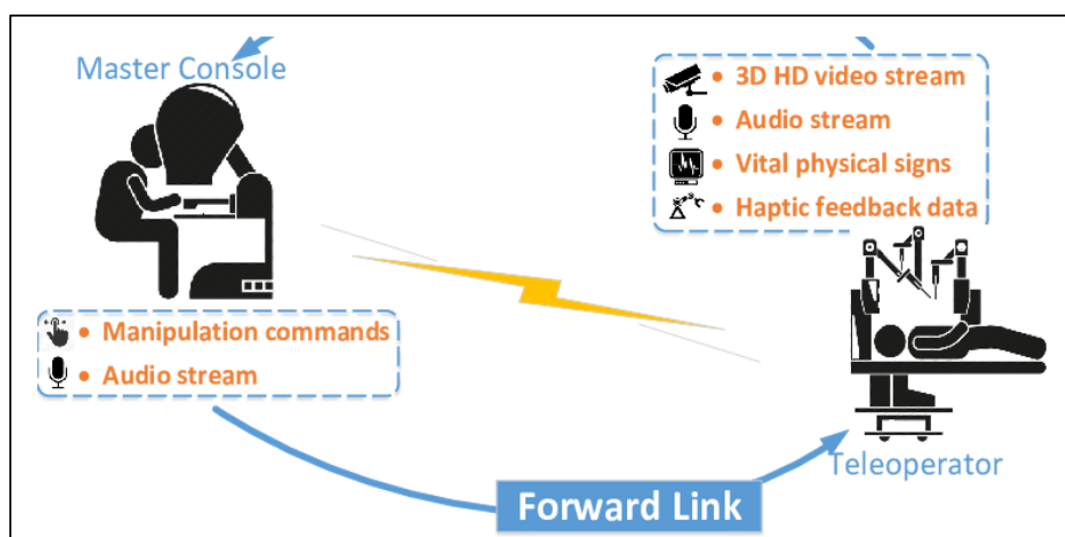 Master Console
• 3D HD video stream
• Audio stream
• Vital physical signs
• Haptic feedback data
• Manipulation commands
• Audio stream
Teleoperator
Forward Link